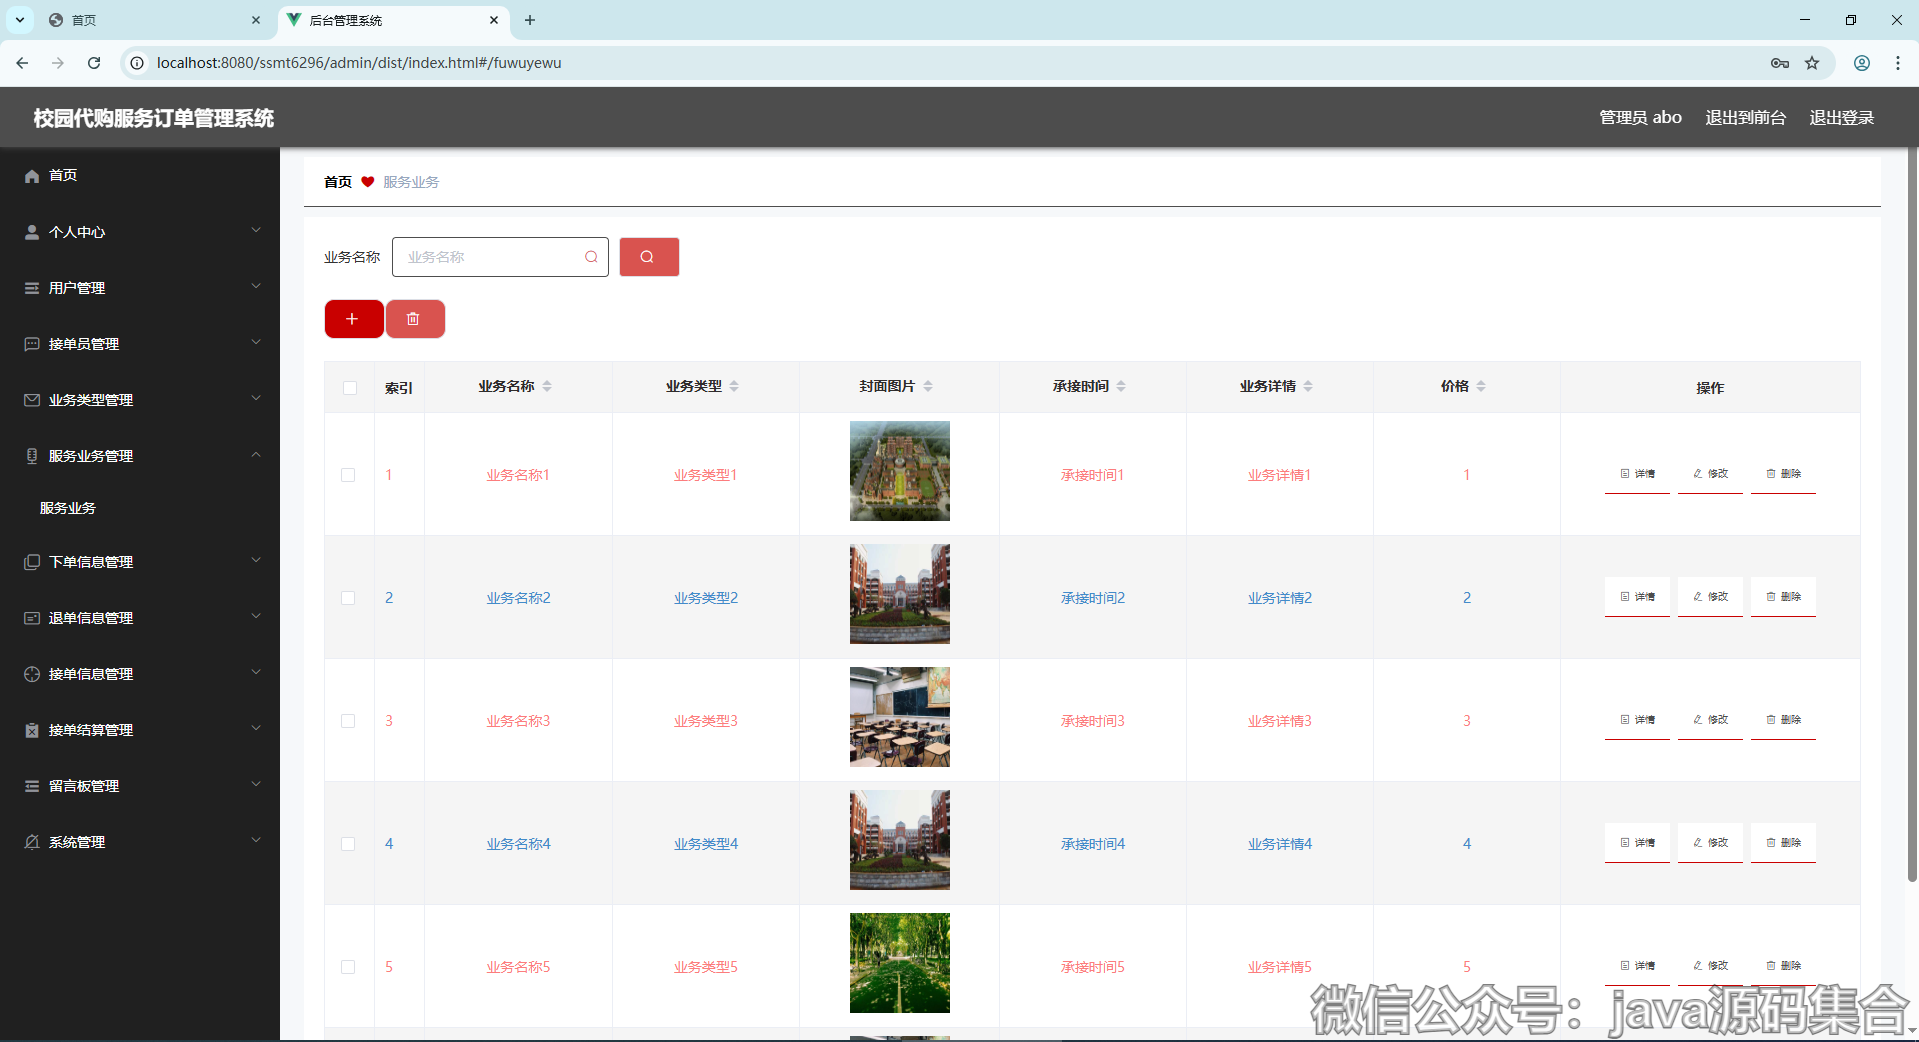 首页
后台管理系统
localhost:8080/ssmt6296/admin/dist/index.html#/fuwuyewu
校园代购服务订单管理系统
管理员 abo 退出到前台 退出登录
首页
个人中心
用户管理
接单员管理
业务类型管理
服务业务管理
服务业务
下单信息管理
退单信息管理
接单信息管理
接单结算管理
留言板管理
系统管理
首页 服务业务
业务名称 业务名称
索引 业务名称 业务类型 封面图片 承接时间 业务详情 价格 操作
1 业务名称1 业务类型1 承接时间1 业务详情1 1 详情 修改 删除
2 业务名称2 业务类型2 承接时间2 业务详情2 2 详情 修改 删除
3 业务名称3 业务类型3 承接时间3 业务详情3 3 详情 修改 删除
4 业务名称4 业务类型4 承接时间4 业务详情4 4 详情 修改 删除
5 业务名称5 业务类型5 承接时间5 业务详情5 5 详情 修改 删除
微信公众号：java源码集合